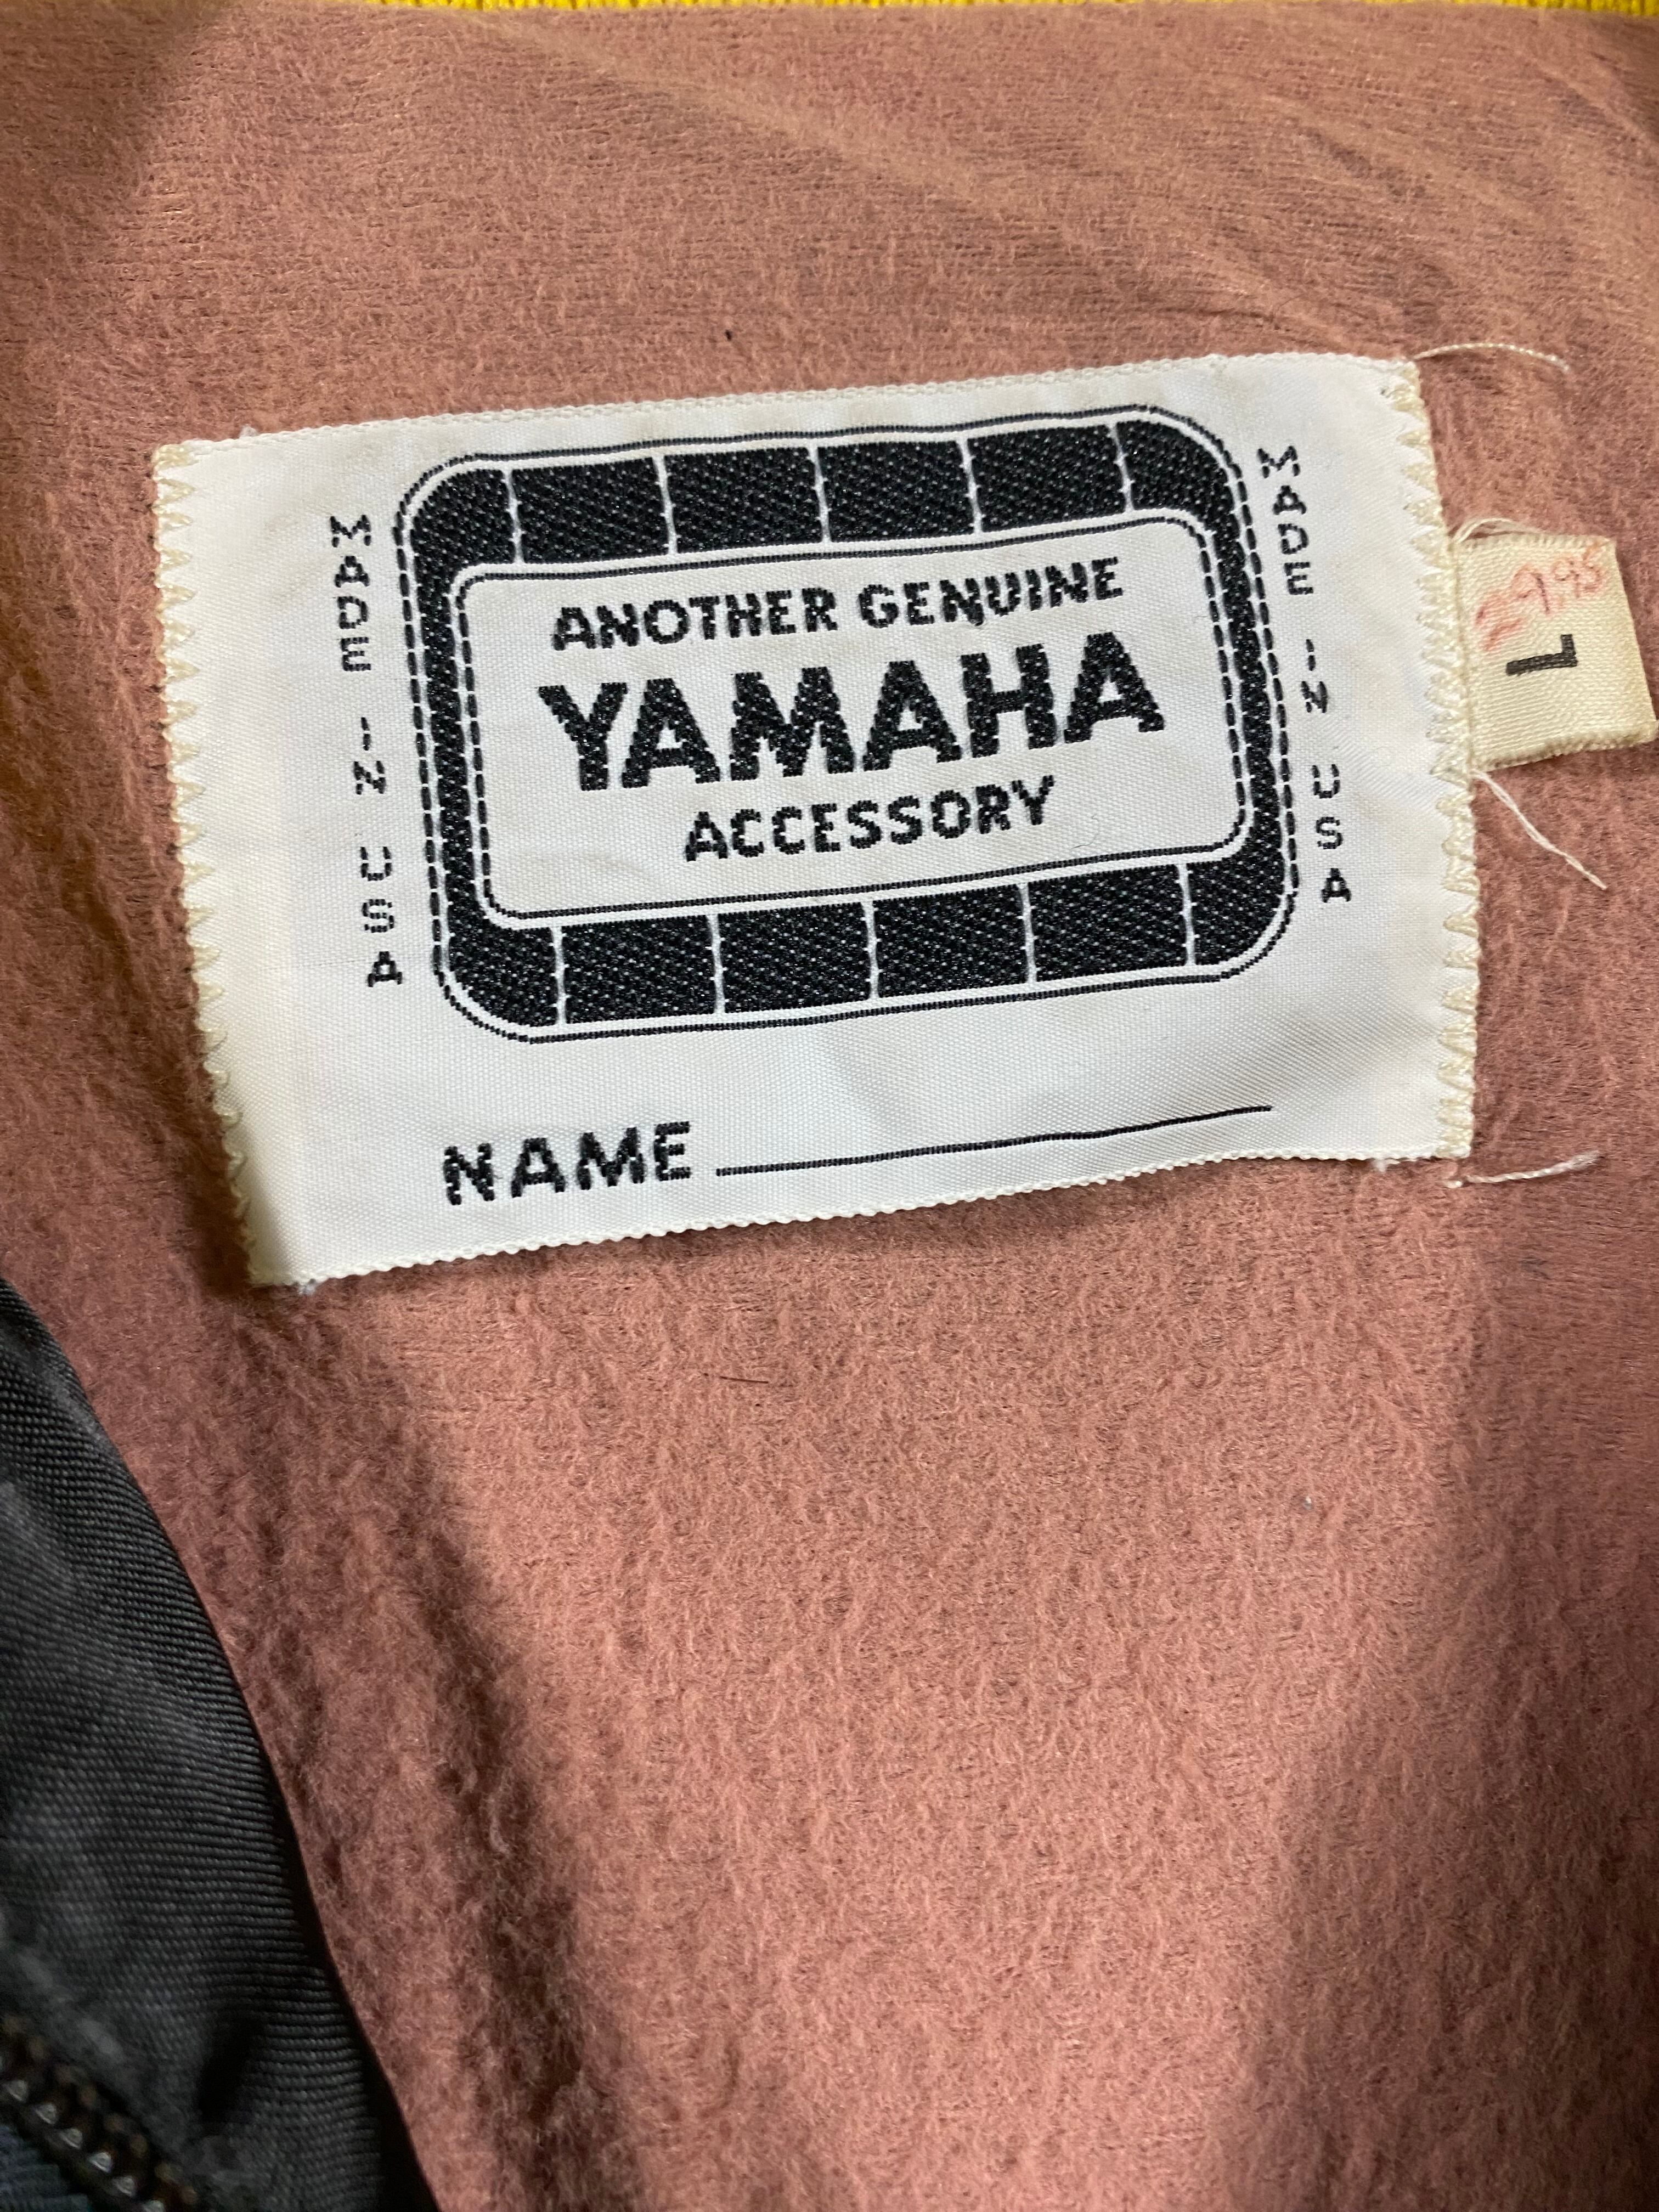 MADE IN USA
ANOTHER GENUINE
YAMAHA
ACCESSORY
MADE IN USA
NAME
29.95
L